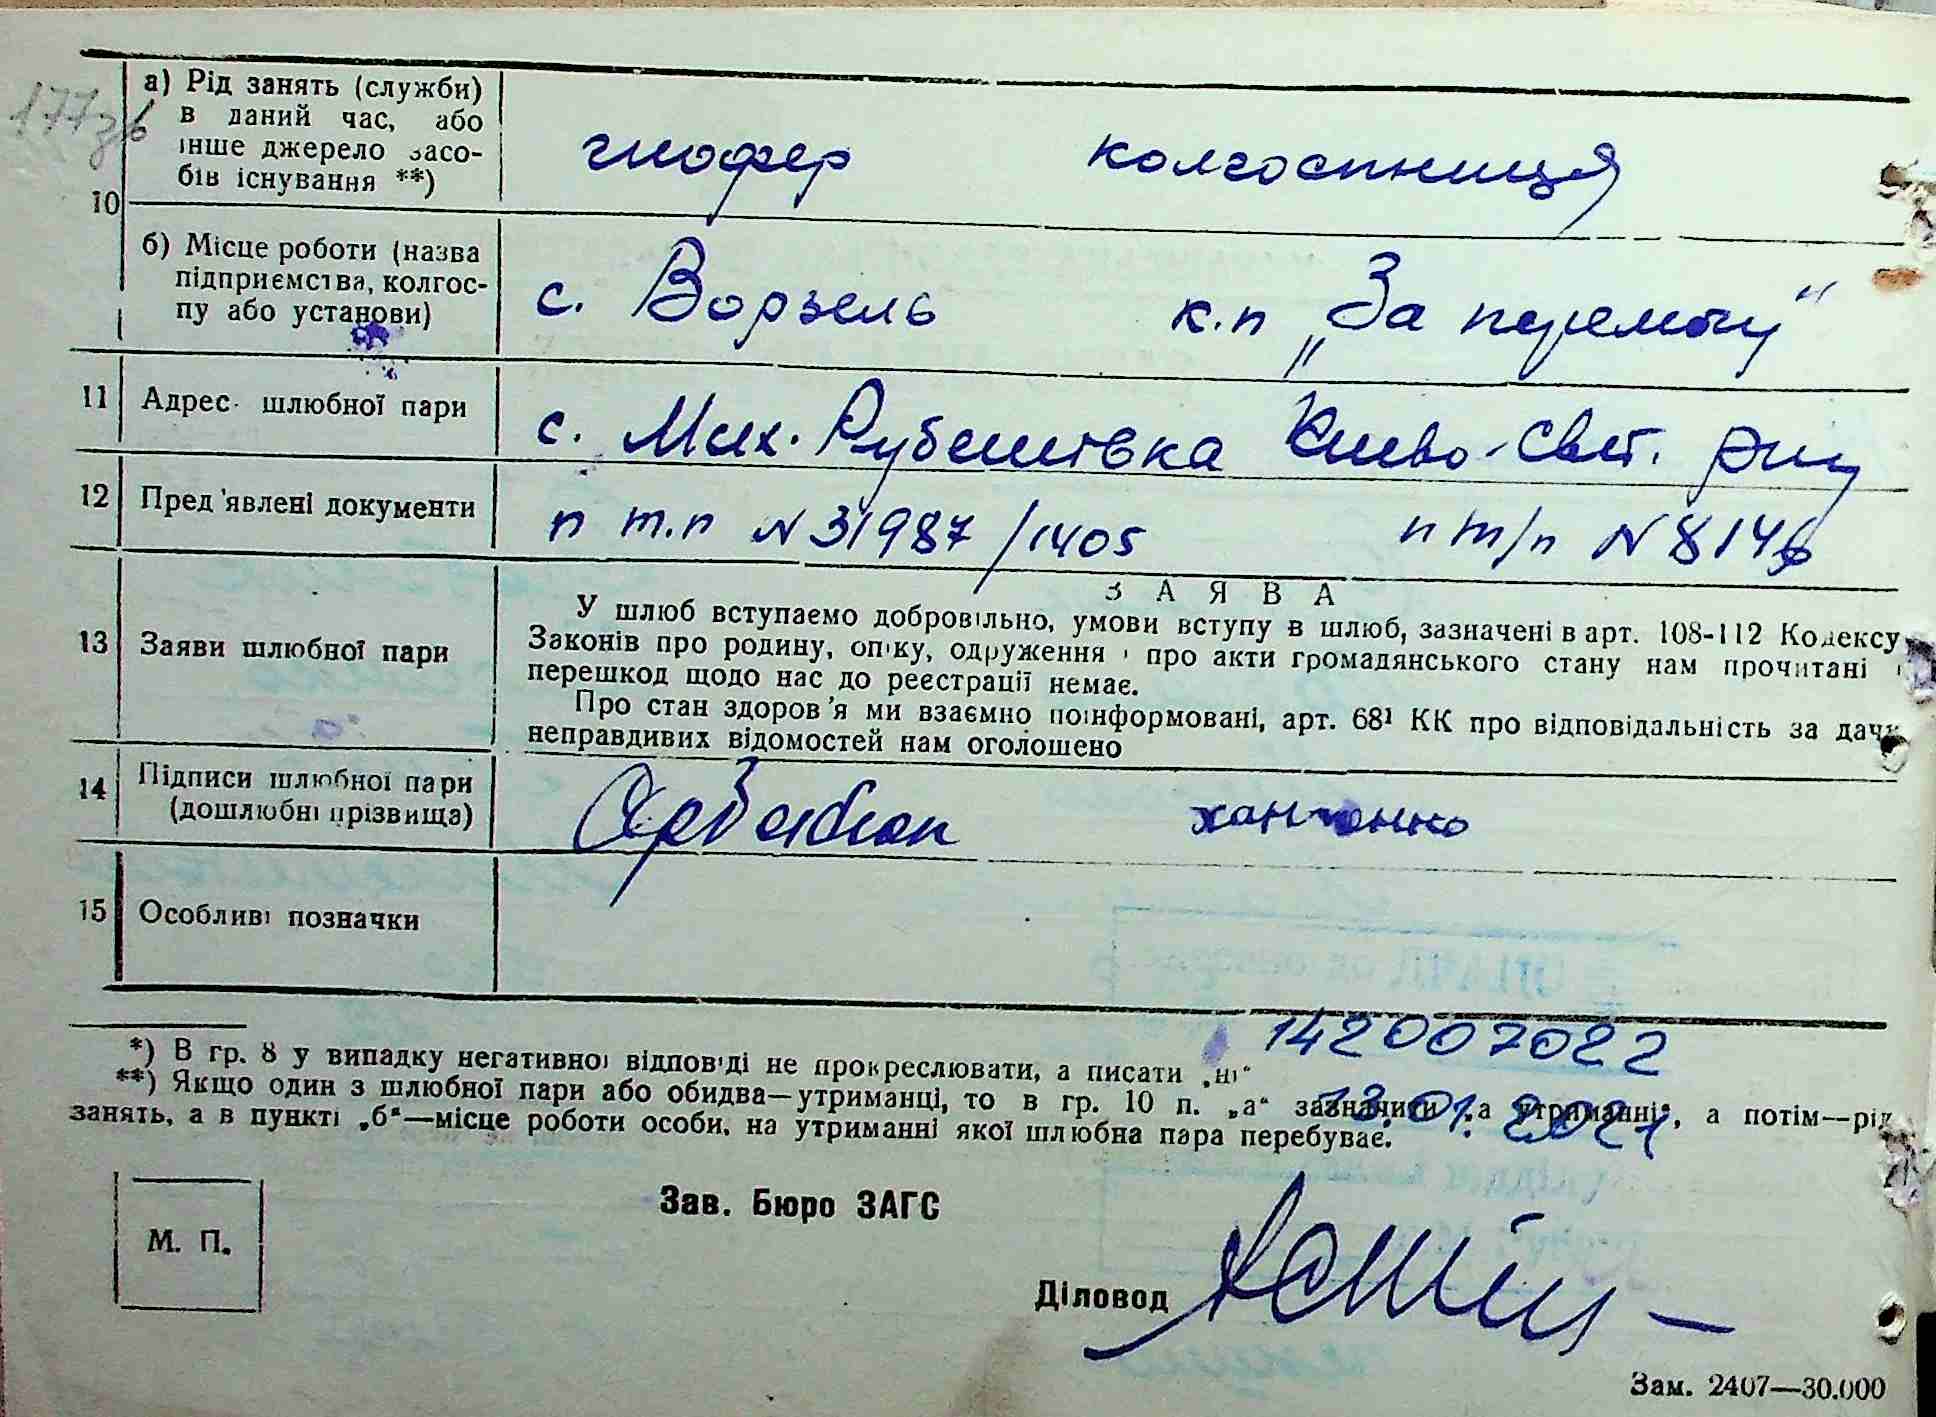 177зб
10 а) Рід занять (служби) в даний час, або інше джерело засобів існування **)
шофер колгоспниця
б) Місце роботи (назва підприємства, колгоспу або установи)
с. Ворзель к.п „За перемогу"
11 Адрес шлюбної пари
с. Мих. Рубежівка Києво-Свят. р-ну
12 Пред'явлені документи
п т.п № 31987/1405 п т/п № 8146
13 Заяви шлюбної пари
ЗАЯВА
У шлюб вступаємо добровільно, умови вступу в шлюб, зазначені в арт. 108-112 Кодексу
Законів про родину, опіку, одруження і про акти громадянського стану нам прочитані і
перешкод щодо нас до реєстрації немає.
Про стан здоров'я ми взаємно поінформовані, арт. 68¹ КК про відповідальність за дачу
неправдивих відомостей нам оголошено
14 Підписи шлюбної пари
(дошлюбні прізвища)
15 Особливі позначки
142007022
*) В гр. 8 у випадку негативної відповіді не прокреслювати, а писати „ні"
**) Якщо один з шлюбної пари або обидва—утриманці, то в гр. 10 п. „а" зазначити „а утриманні", а потім—рід
13.01.2021
занять, а в пункті „б"—місце роботи особи, на утриманні якої шлюбна пара перебуває.
М. П.
Зав. Бюро ЗАГС
Діловод
Зам. 2407—30.000